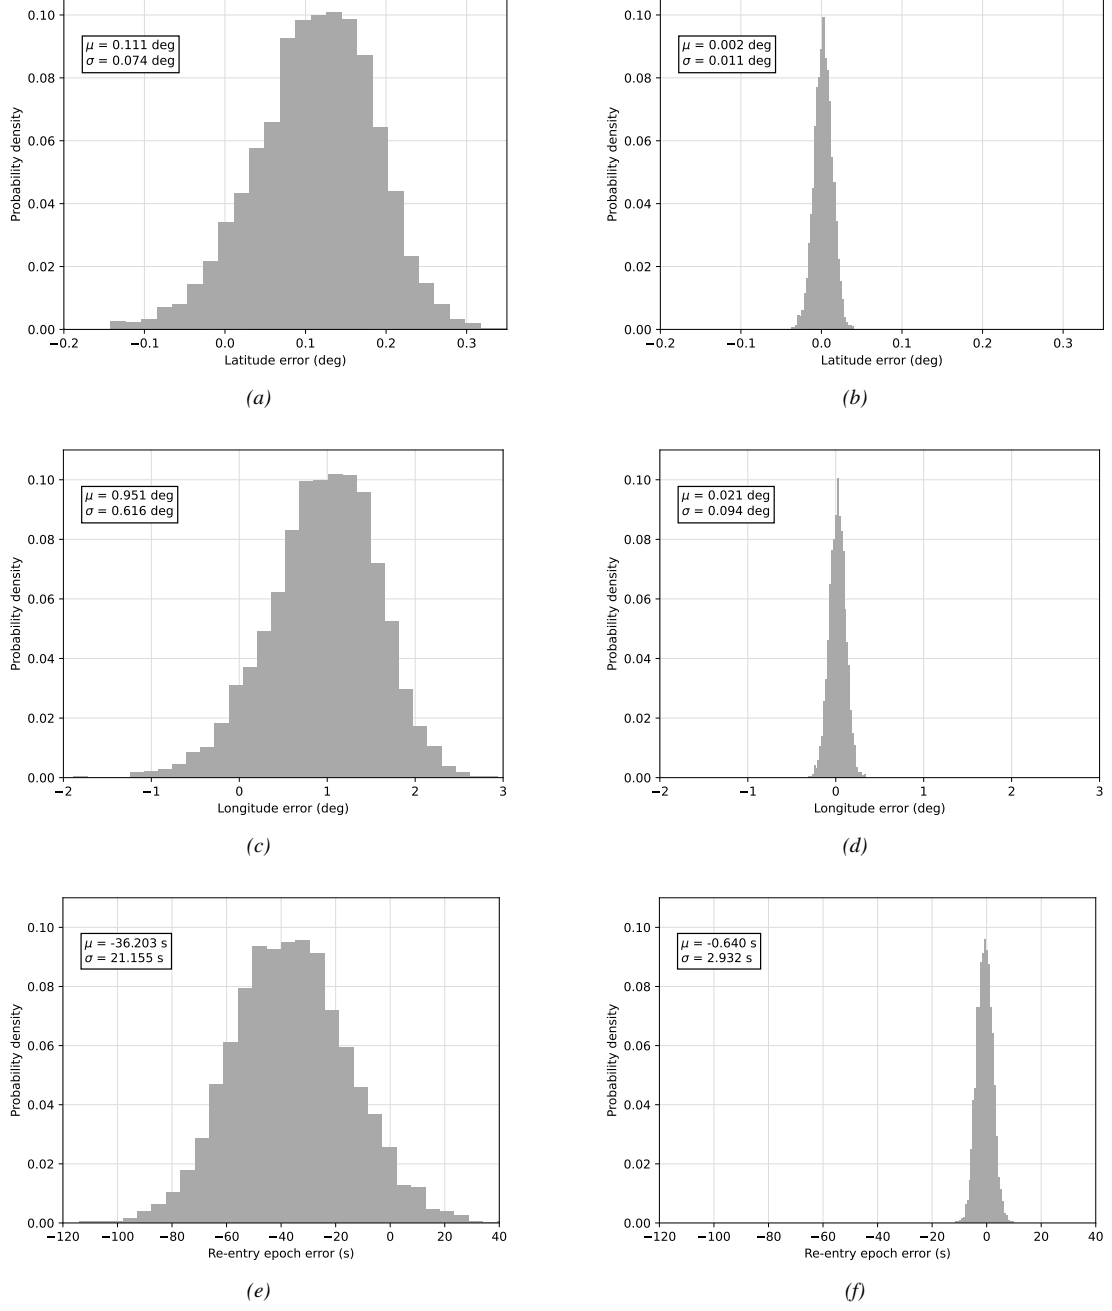 0.10
0.08
0.06
0.04
0.02
0.00
Probability density
μ = 0.111 deg
σ = 0.074 deg
−0.2 −0.1 0.0 0.1 0.2 0.3
Latitude error (deg)
(a)
0.10
0.08
0.06
0.04
0.02
0.00
Probability density
μ = 0.002 deg
σ = 0.011 deg
−0.2 −0.1 0.0 0.1 0.2 0.3
Latitude error (deg)
(b)
0.10
0.08
0.06
0.04
0.02
0.00
Probability density
μ = 0.951 deg
σ = 0.616 deg
−2 −1 0 1 2 3
Longitude error (deg)
(c)
0.10
0.08
0.06
0.04
0.02
0.00
Probability density
μ = 0.021 deg
σ = 0.094 deg
−2 −1 0 1 2 3
Longitude error (deg)
(d)
0.10
0.08
0.06
0.04
0.02
0.00
Probability density
μ = -36.203 s
σ = 21.155 s
−120 −100 −80 −60 −40 −20 0 20 40
Re-entry epoch error (s)
(e)
0.10
0.08
0.06
0.04
0.02
0.00
Probability density
μ = -0.640 s
σ = 2.932 s
−120 −100 −80 −60 −40 −20 0 20 40
Re-entry epoch error (s)
(f)